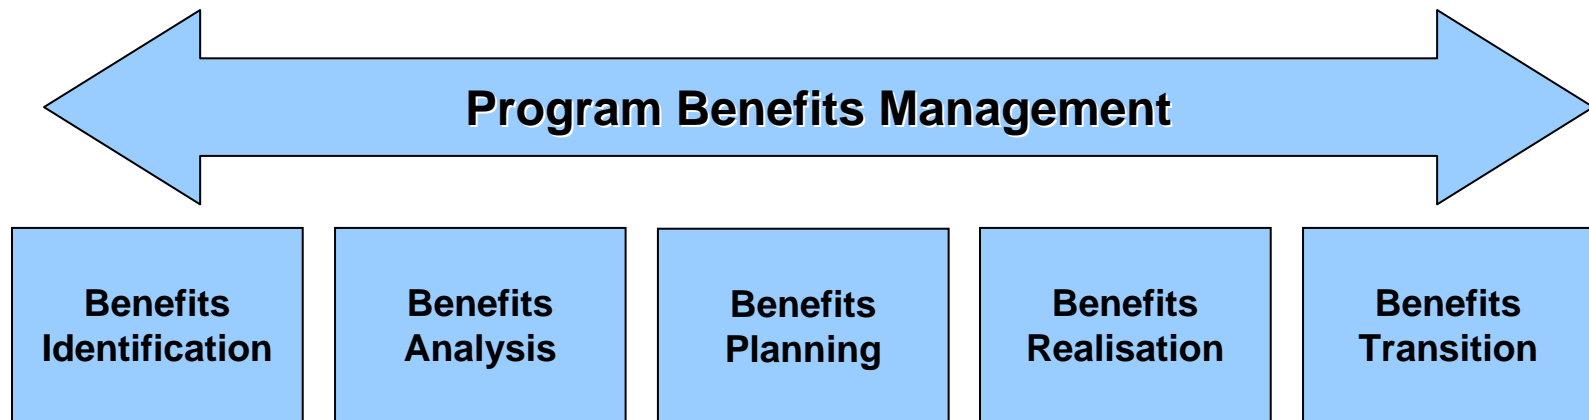 Program Benefits Management
Benefits
Identification
Benefits
Analysis
Benefits
Planning
Benefits
Realisation
Benefits
Transition